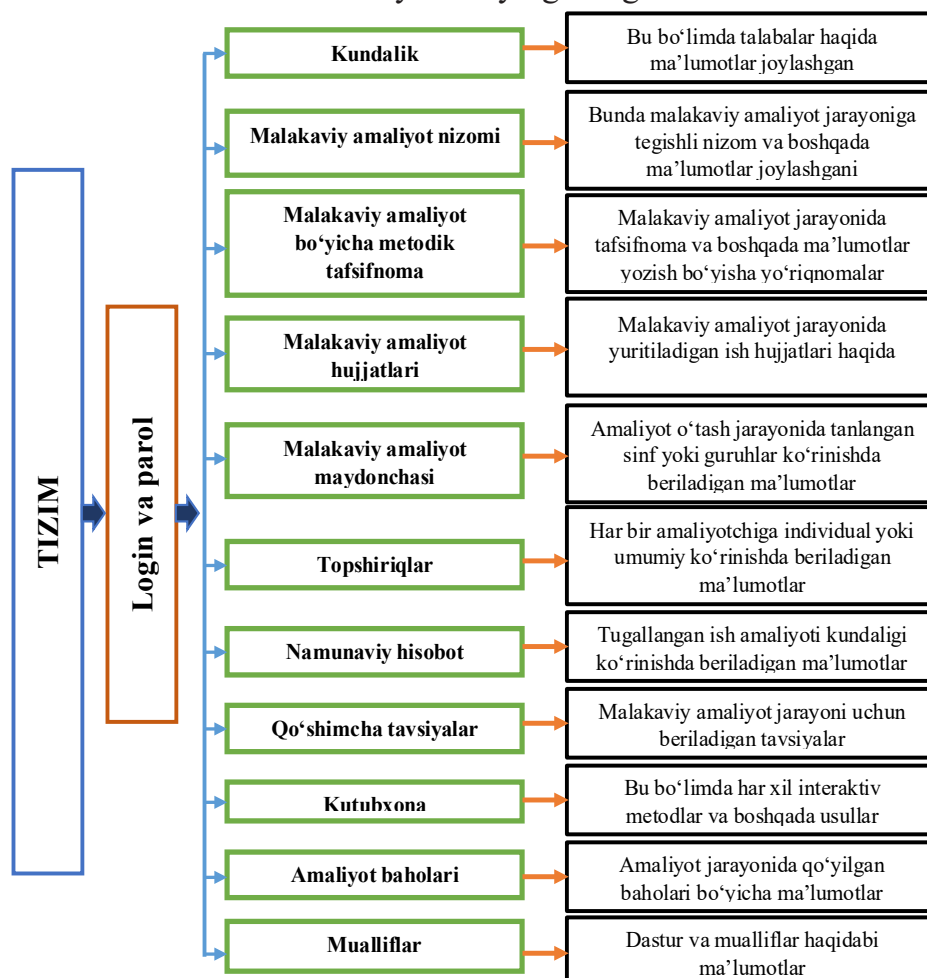 Kundalik
Bu bo‘limda talabalar haqida
ma’lumotlar joylashgan
Malakaviy amaliyot nizomi
Bunda malakaviy amaliyot jarayoniga
tegishli nizom va boshqada
ma’lumotlar joylashgani
Malakaviy amaliyot
bo‘yicha metodik
tafsifnoma
Malakaviy amaliyot jarayonida
tafsifnoma va boshqada ma’lumotlar
yozish bo‘yisha yo‘riqnomalar
Malakaviy amaliyot
hujjatlari
Malakaviy amaliyot jarayonida
yuritiladigan ish hujjatlari haqida
TIZIM
Login va parol
Malakaviy amaliyot
maydonchasi
Amaliyot o‘tash jarayonida tanlangan
sinf yoki guruhlar ko‘rinishda
beriladigan ma’lumotlar
Topshiriqlar
Har bir amaliyotchiga individual yoki
umumiy ko‘rinishda beriladigan
ma’lumotlar
Namunaviy hisobot
Tugallangan ish amaliyoti kundaligi
ko‘rinishda beriladigan ma’lumotlar
Qo‘shimcha tavsiyalar
Malakaviy amaliyot jarayoni uchun
beriladigan tavsiyalar
Kutubxona
Bu bo‘limda har xil interaktiv
metodlar va boshqada usullar
Amaliyot baholari
Amaliyot jarayonida qo‘yilgan
baholari bo‘yicha ma’lumotlar
Mualliflar
Dastur va mualliflar haqidabi
ma’lumotlar